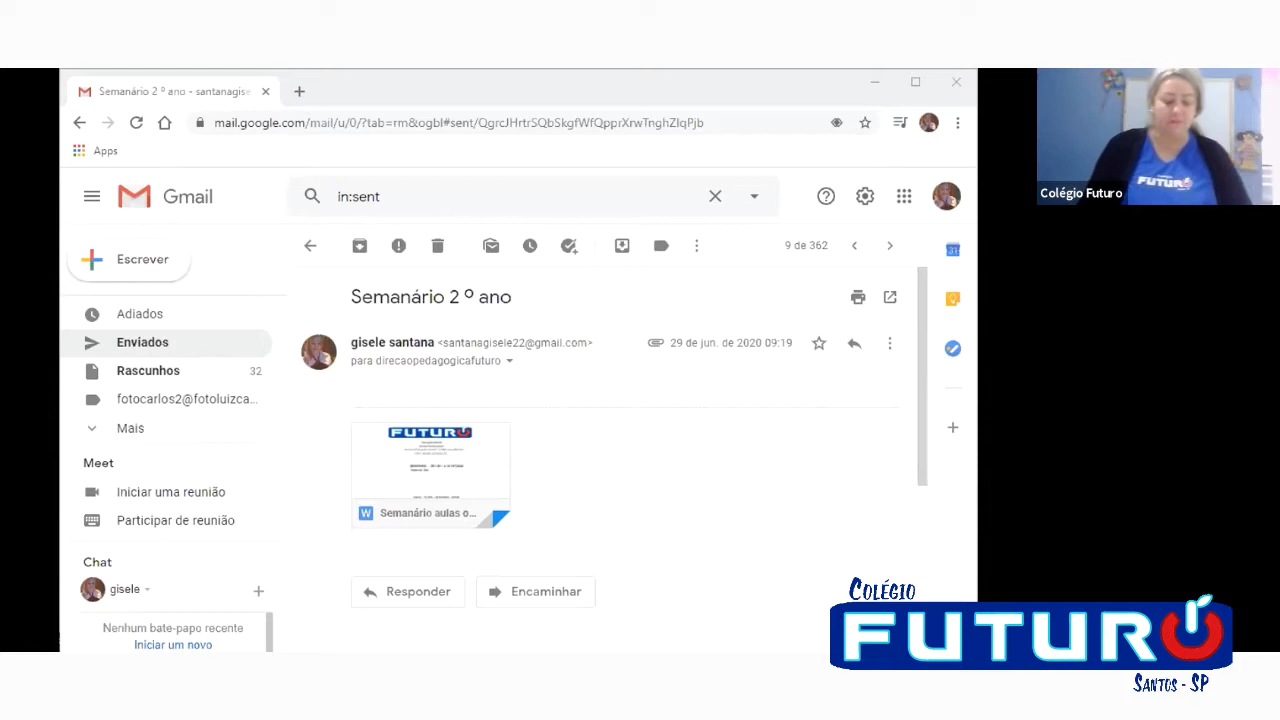 Semanário 2 º ano - santanagise
mail.google.com/mail/u/0/?tab=rm&ogbl#sent/QgrcJHrtrSQbSkgfWfQpprXrwTnghZlqPjb
Apps
Gmail
in:sent
Escrever
9 de 362
Adiados
Enviados
Rascunhos 32
fotocarlos2@fotoluizca...
Mais
Meet
Iniciar uma reunião
Participar de reunião
Chat
gisele
Nenhum bate-papo recente
Iniciar um novo
Semanário 2 º ano
gisele santana <santanagisele22@gmail.com>
29 de jun. de 2020 09:19
para direcaopedagogicafuturo
FUTURO
W Semanário aulas o...
Responder
Encaminhar
FUTURO
Colégio Futuro
COLÉGIO
FUTURÓ
SANTOS - SP